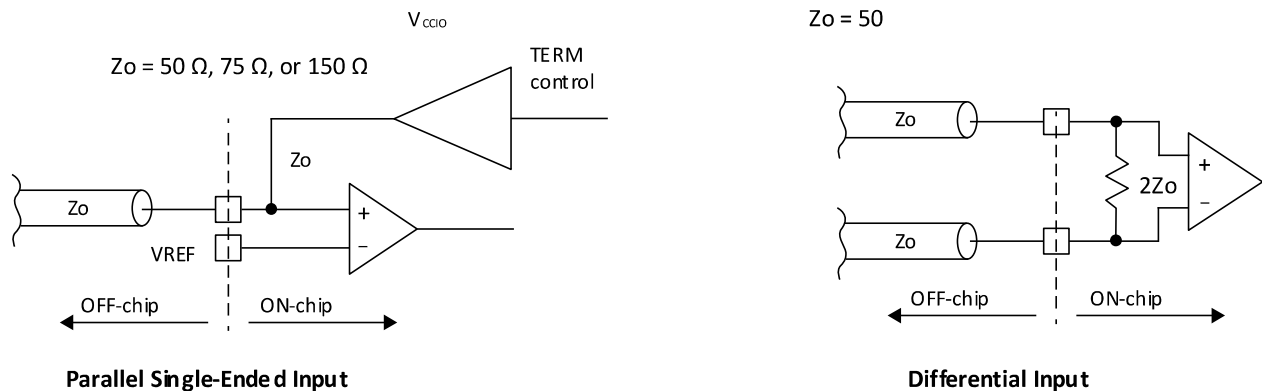 V CCIO
Zo = 50 Ω, 75 Ω, or 150 Ω
TERM
control
Zo
Zo
+
−
VREF
OFF-chip
ON-chip
Parallel Single-Ended Input
Zo = 50
Zo
+
2Zo
−
Zo
OFF-chip
ON-chip
Differential Input